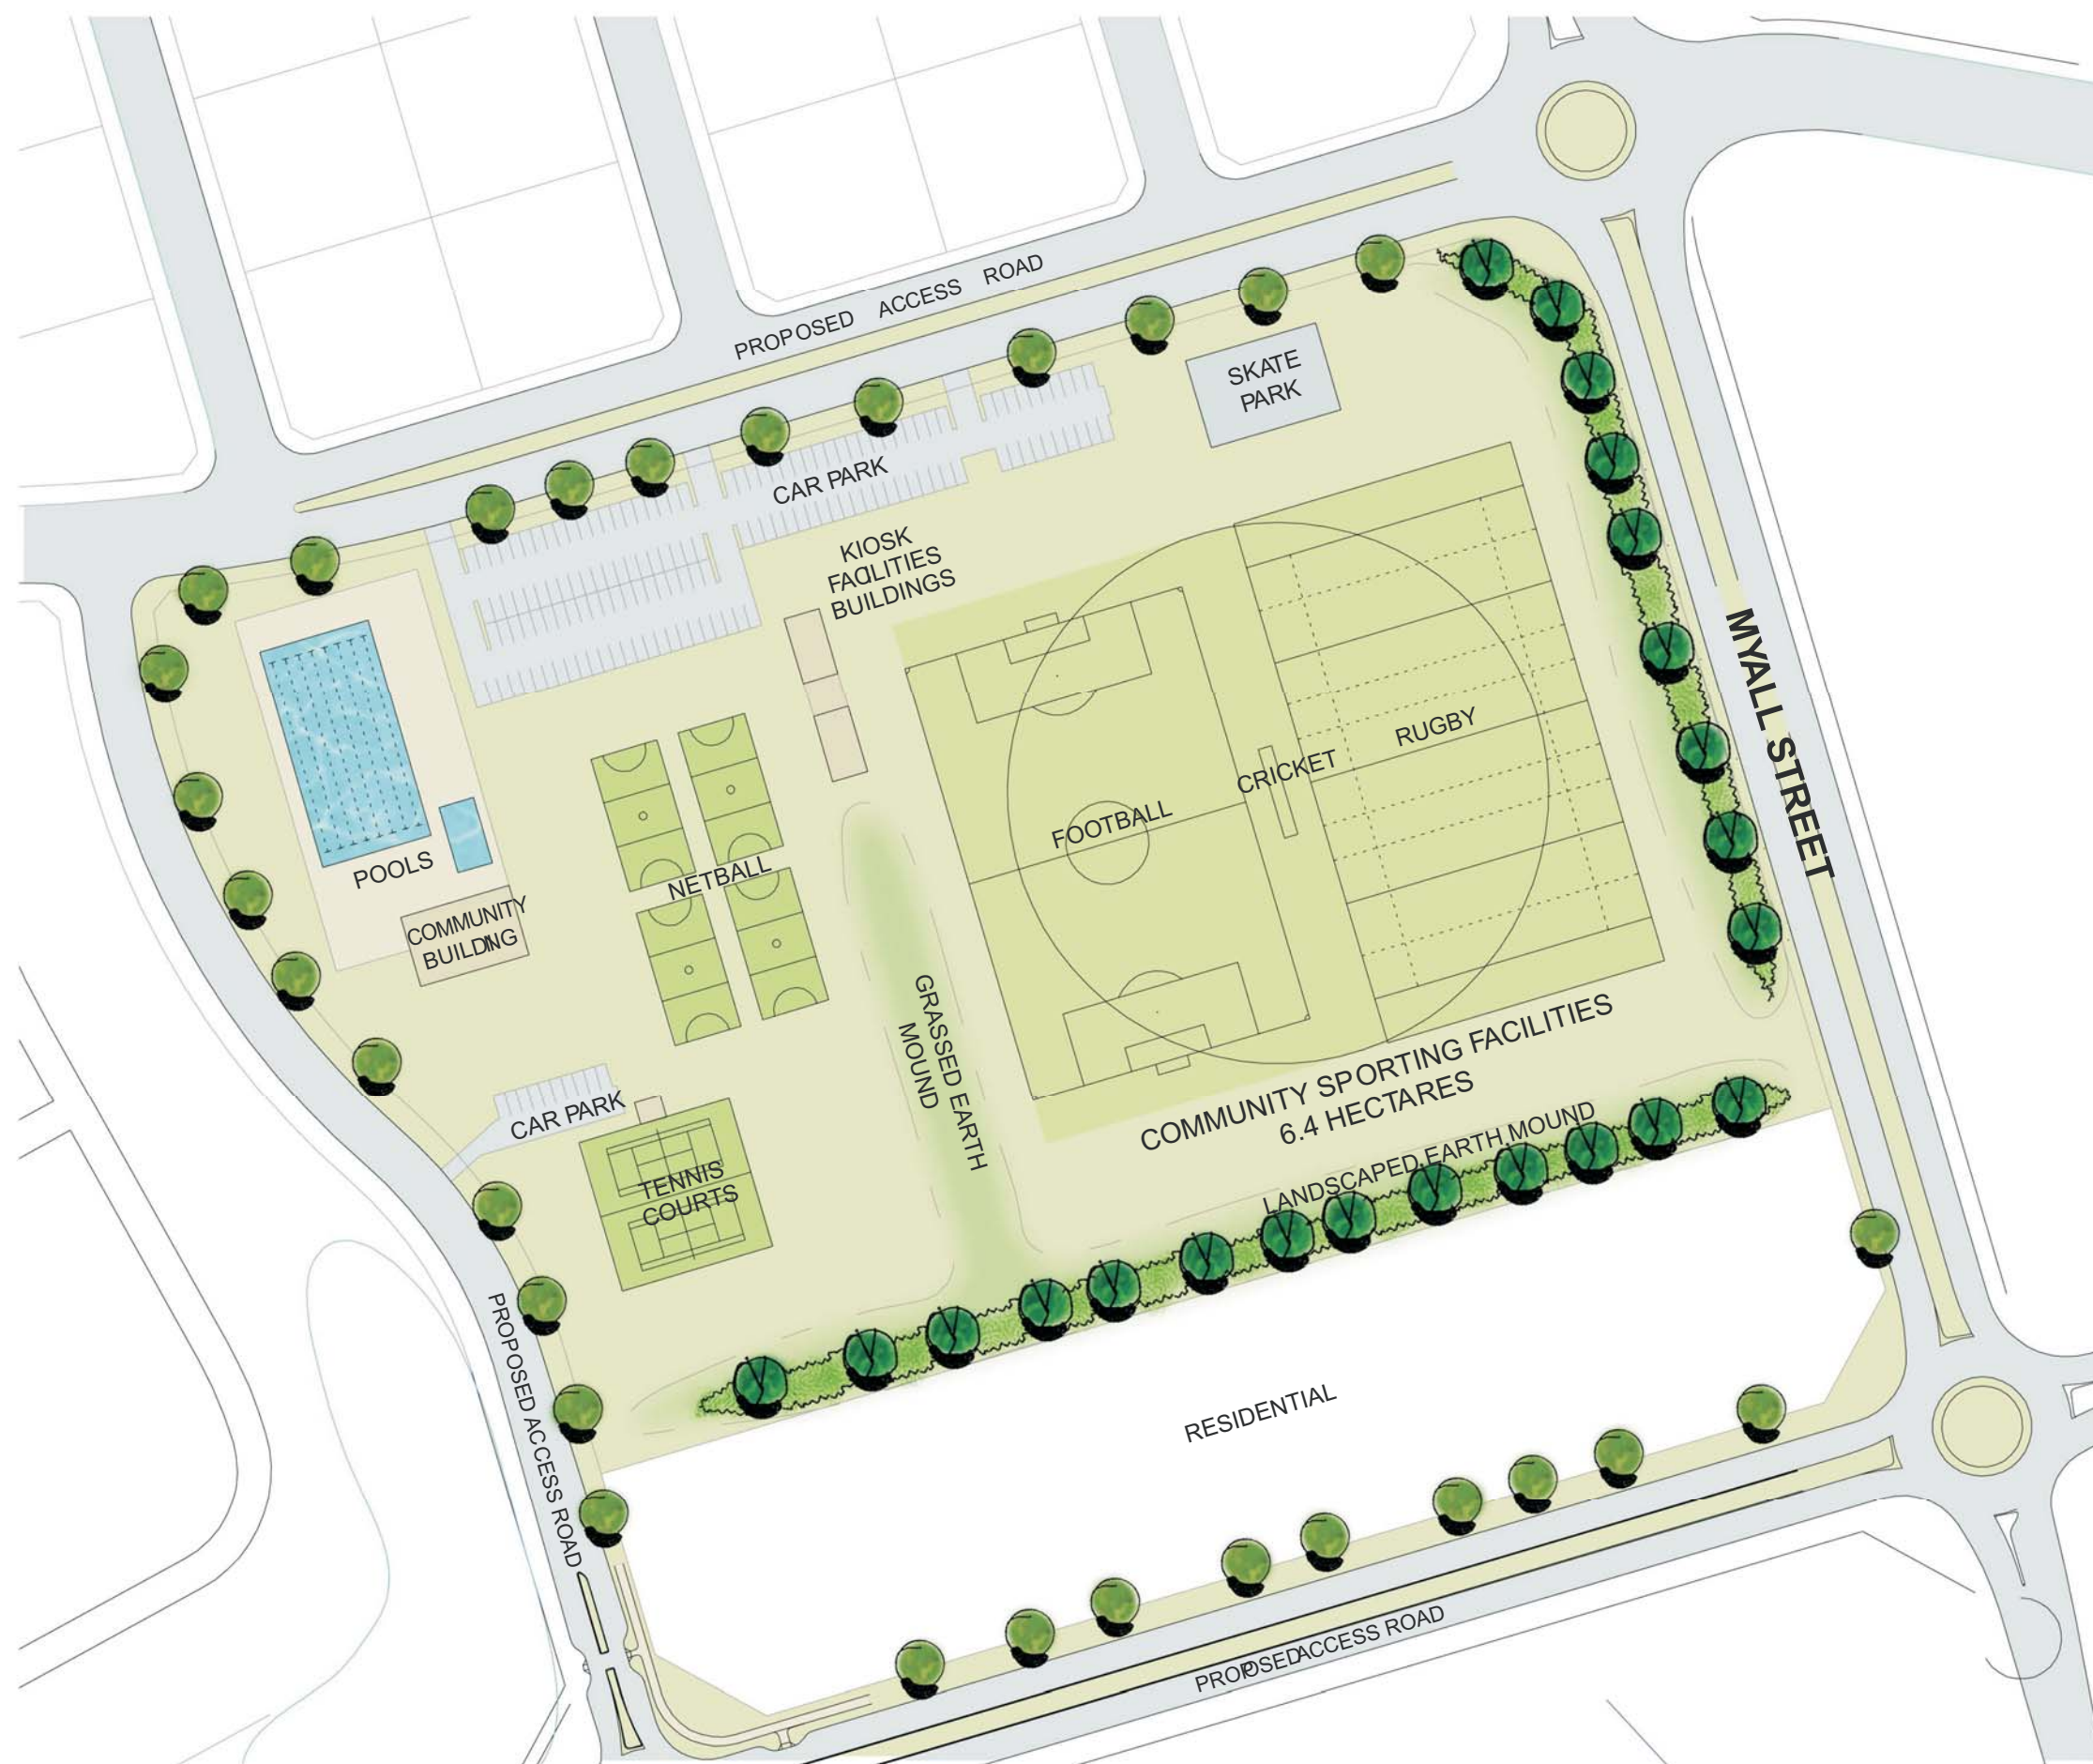 PROPOSED ACCESS ROAD
SKATE
PARK
CAR PARK
KIOSK
FACILITIES
BUILDINGS
MYALL STREET
RUGBY
CRICKET
FOOTBALL
POOLS
NETBALL
COMMUNITY
BUILDING
GRASSED EARTH
MOUND
COMMUNITY SPORTING FACILITIES
6.4 HECTARES
CAR PARK
LANDSCAPED EARTH MOUND
TENNIS
COURTS
PROPOSED ACCESS ROAD
RESIDENTIAL
PROPOSED ACCESS ROAD